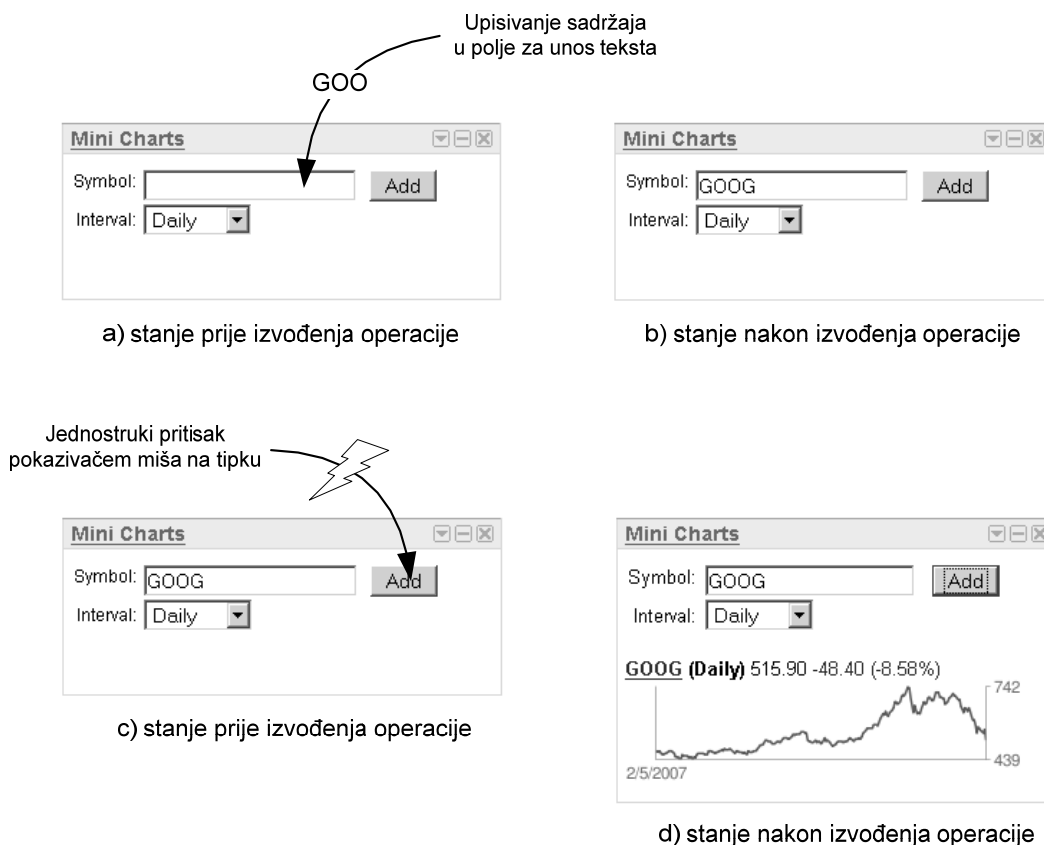 Upisivanje sadržaja
u polje za unos teksta
GOO
Mini Charts
Symbol:
Add
Interval: Daily
a) stanje prije izvođenja operacije
Mini Charts
Symbol: GOOG
Add
Interval: Daily
b) stanje nakon izvođenja operacije
Jednostruki pritisak
pokazivačem miša na tipku
Mini Charts
Symbol: GOOG
Add
Interval: Daily
c) stanje prije izvođenja operacije
Mini Charts
Symbol: GOOG
Add
Interval: Daily
GOOG (Daily) 515.90 -48.40 (-8.58%)
742
439
2/5/2007
d) stanje nakon izvođenja operacije